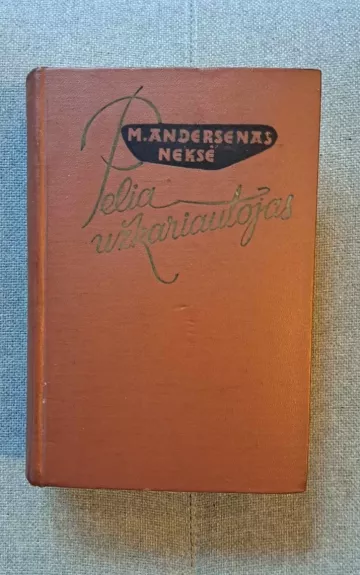 M. ANDERSENAS
NEKSĖ
Pelia
užkariautojas